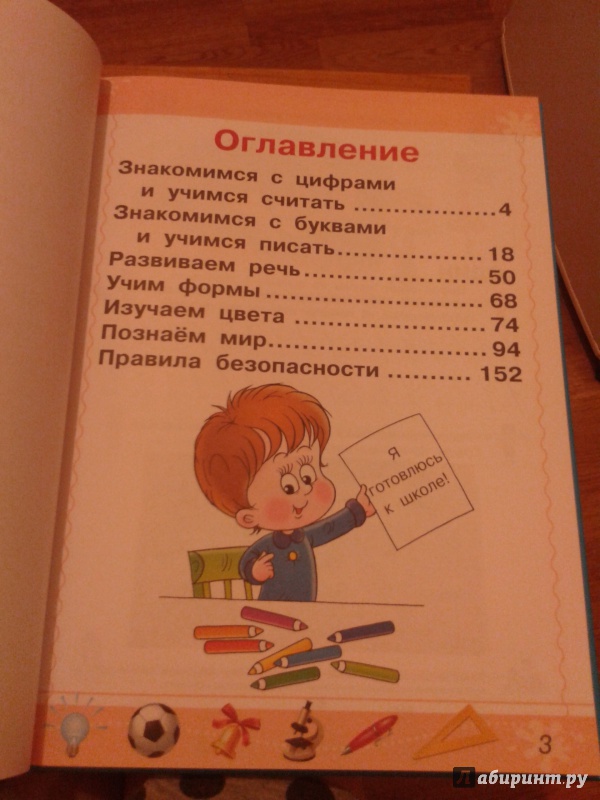 Оглавление
Знакомимся с цифрами
и учимся считать ..................4
Знакомимся с буквами
и учимся писать...................18
Развиваем речь.......................50
Учим формы............................68
Изучаем цвета .........................74
Познаём мир............................94
Правила безопасности .......... 152
Я
готовлюсь
к школе!
3
Лабиринт.ру